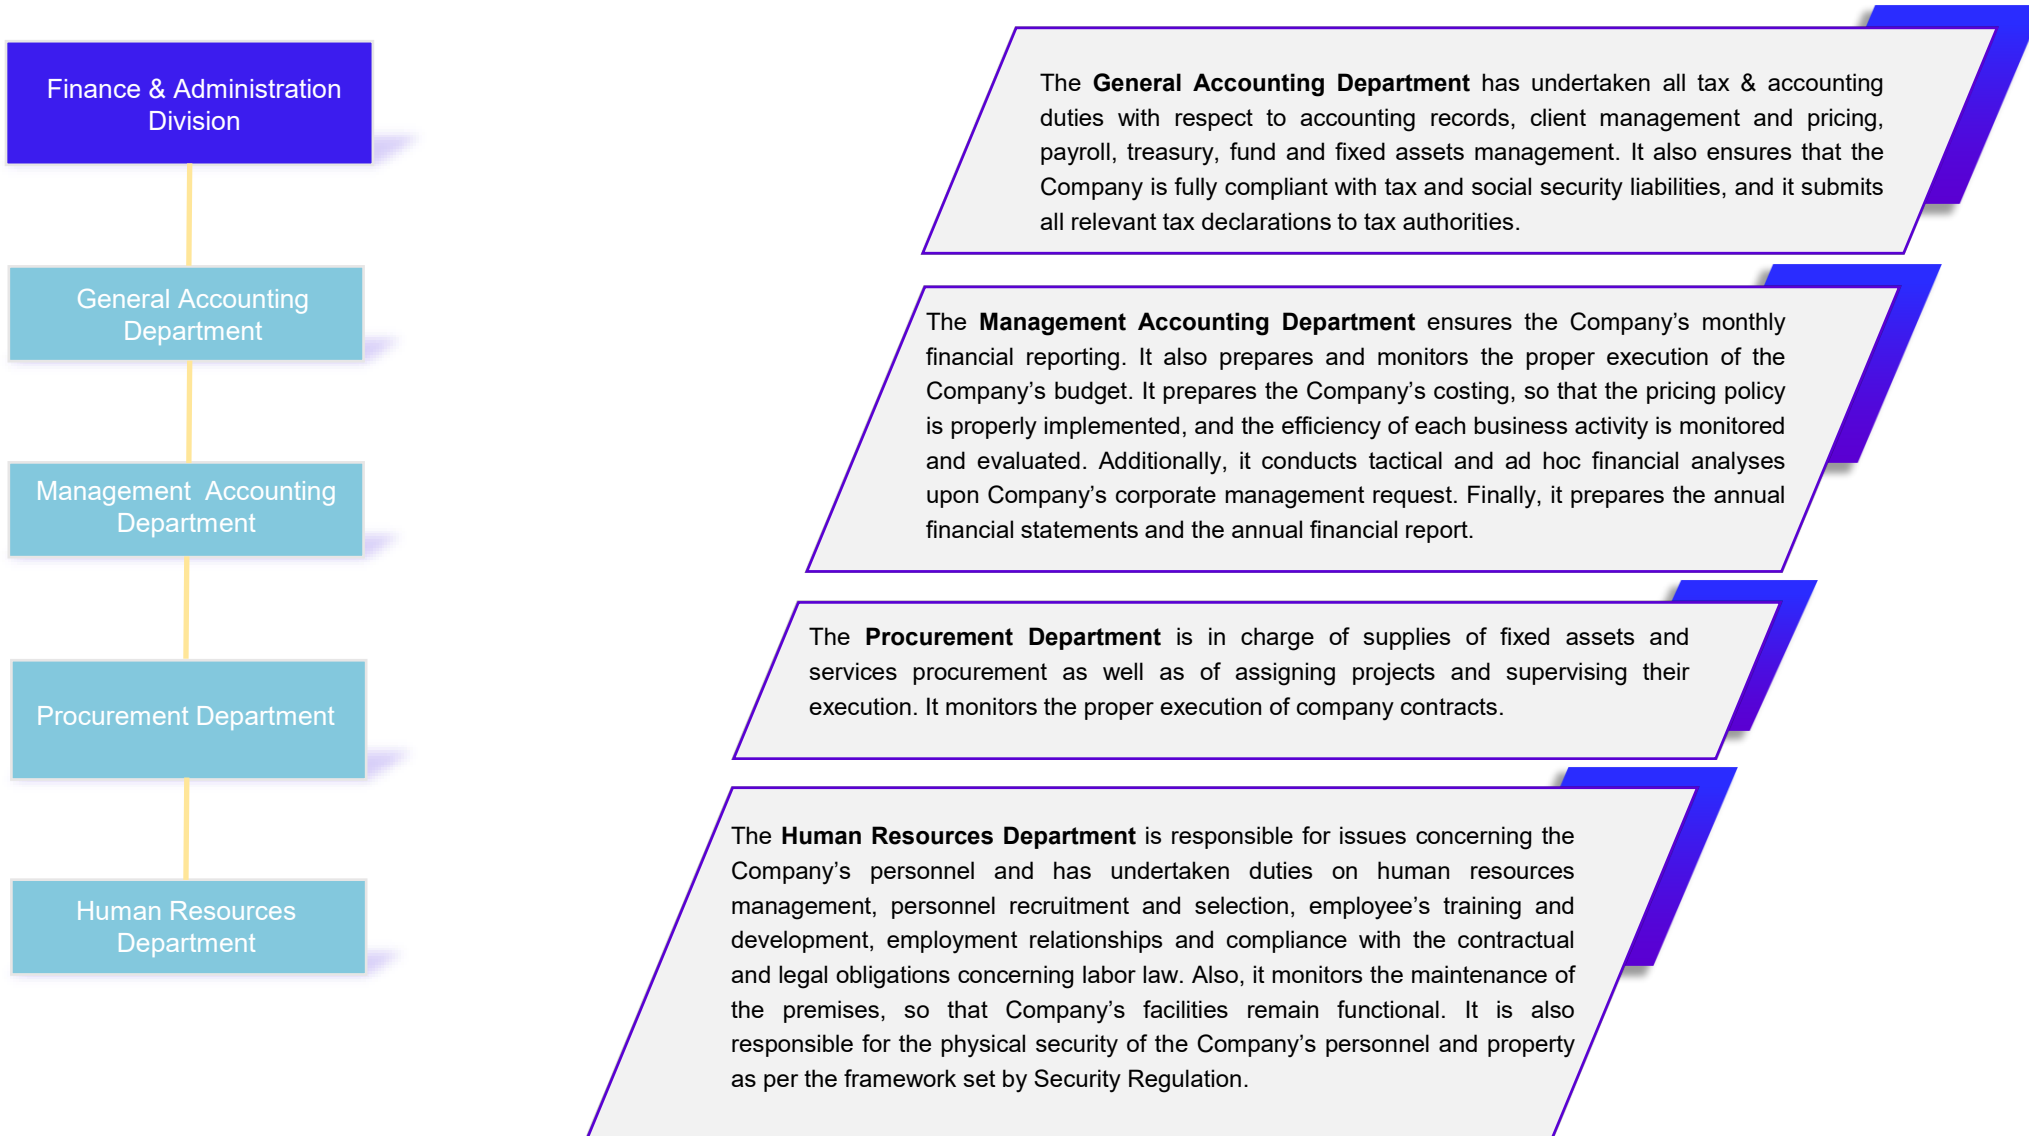 Finance & Administration
Division
General Accounting
Department
Management Accounting
Department
Procurement Department
Human Resources
Department
The General Accounting Department has undertaken all tax & accounting
duties with respect to accounting records, client management and pricing,
payroll, treasury, fund and fixed assets management. It also ensures that the
Company is fully compliant with tax and social security liabilities, and it submits
all relevant tax declarations to tax authorities.
The Management Accounting Department ensures the Company’s monthly
financial reporting. It also prepares and monitors the proper execution of the
Company’s budget. It prepares the Company’s costing, so that the pricing policy
is properly implemented, and the efficiency of each business activity is monitored
and evaluated. Additionally, it conducts tactical and ad hoc financial analyses
upon Company’s corporate management request. Finally, it prepares the annual
financial statements and the annual financial report.
The Procurement Department is in charge of supplies of fixed assets and
services procurement as well as of assigning projects and supervising their
execution. It monitors the proper execution of company contracts.
The Human Resources Department is responsible for issues concerning the
Company’s personnel and has undertaken duties on human resources
management, personnel recruitment and selection, employee’s training and
development, employment relationships and compliance with the contractual
and legal obligations concerning labor law. Also, it monitors the maintenance of
the premises, so that Company’s facilities remain functional. It is also
responsible for the physical security of the Company’s personnel and property
as per the framework set by Security Regulation.